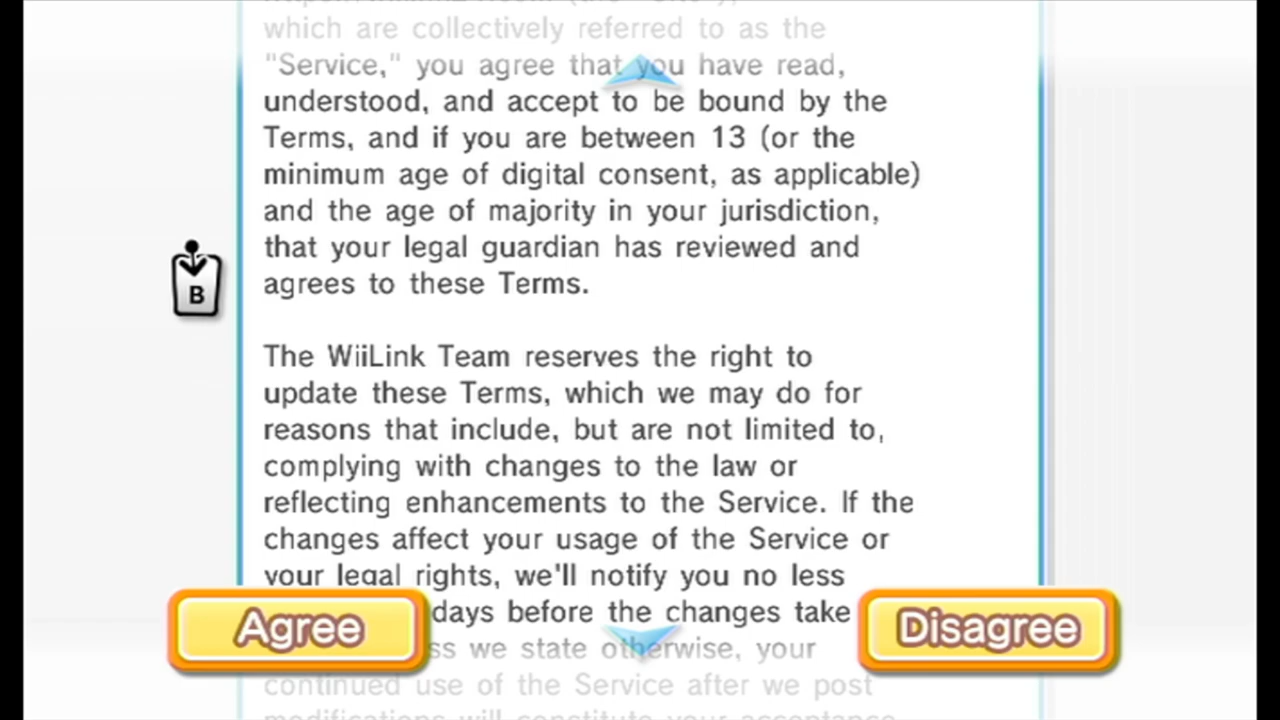 which are collectively referred to as the
"Service," you agree that you have read,
understood, and accept to be bound by the
Terms, and if you are between 13 (or the
minimum age of digital consent, as applicable)
and the age of majority in your jurisdiction,
that your legal guardian has reviewed and
agrees to these Terms.
B
The WiiLink Team reserves the right to
update these Terms, which we may do for
reasons that include, but are not limited to,
complying with changes to the law or
reflecting enhancements to the Service. If the
changes affect your usage of the Service or
your legal rights, we'll notify you no less
days before the changes take
ss we state otherwise, your
continued use of the Service after we post
modifications will constitute your acceptance
Agree
Disagree